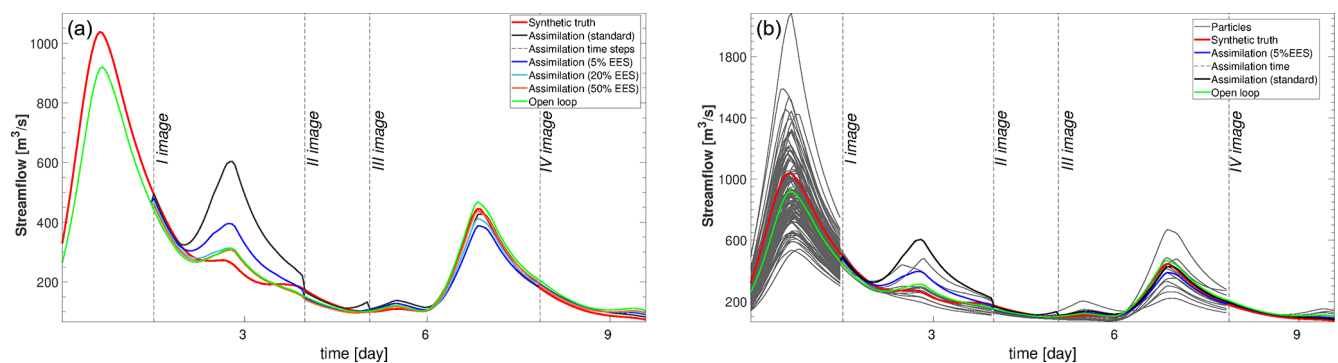 (a)
Synthetic truth
Assimilation (standard)
Assimilation time steps
Assimilation (5% EES)
Assimilation (20% EES)
Assimilation (50% EES)
Open loop
1000
800
600
400
200
Streamflow [m³/s]
I image
II image
III image
IV image
3
6
9
time [day]
(b)
Particles
Synthetic truth
Assimilation (5%EES)
Assimilation time
Assimilation (standard)
Open loop
1800
1400
1000
600
200
Streamflow [m³/s]
I image
II image
III image
IV image
3
6
9
time [day]